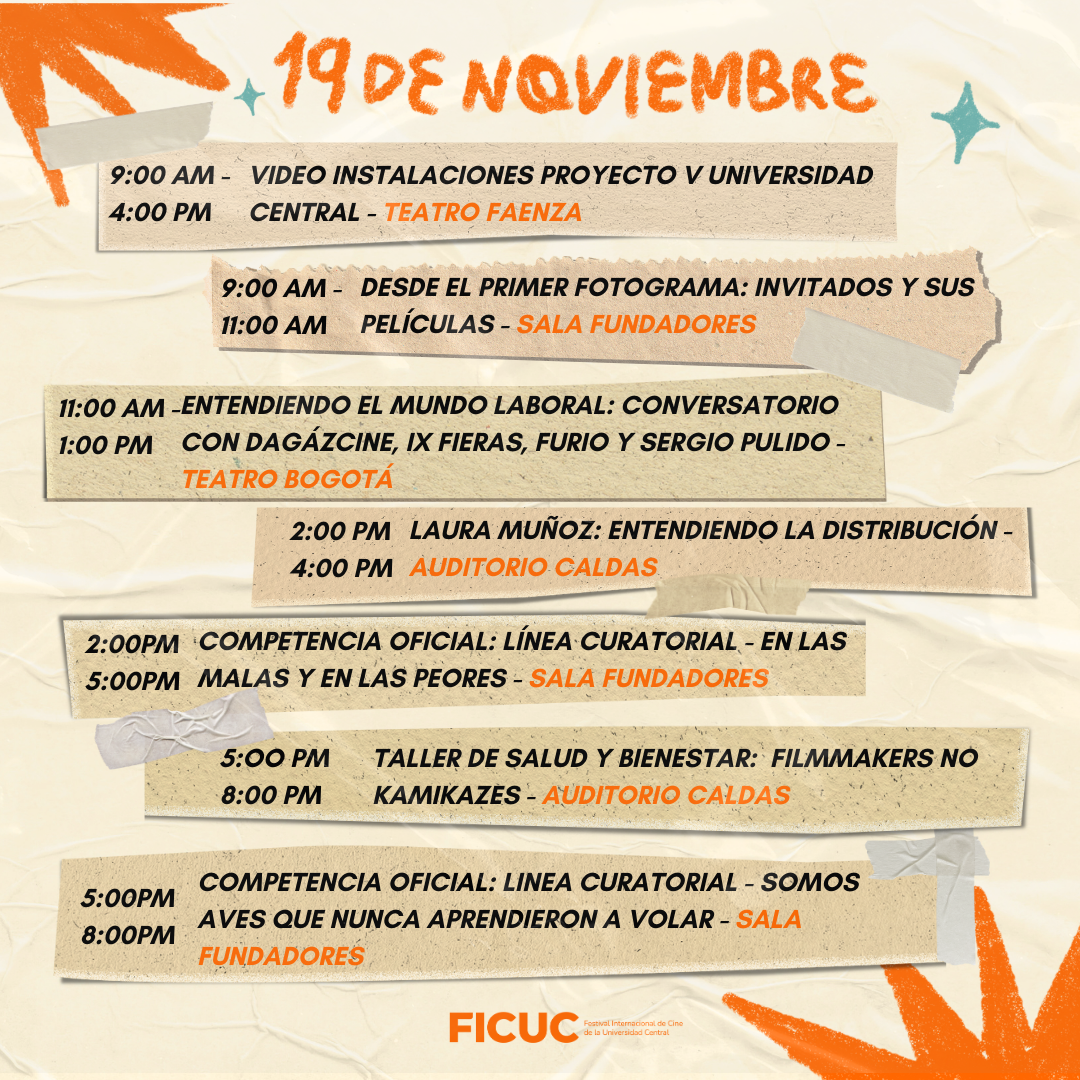 19 DE NOVIEMBRE
9:00 AM - VIDEO INSTALACIONES PROYECTO V UNIVERSIDAD
4:00 PM CENTRAL - TEATRO FAENZA
9:00 AM - DESDE EL PRIMER FOTOGRAMA: INVITADOS Y SUS
11:00 AM PELÍCULAS - SALA FUNDADORES
11:00 AM - ENTENDIENDO EL MUNDO LABORAL: CONVERSATORIO
1:00 PM CON DAGÁZCINE, IX FIERAS, FURIO Y SERGIO PULIDO -
TEATRO BOGOTÁ
2:00 PM LAURA MUÑOZ: ENTENDIENDO LA DISTRIBUCIÓN -
4:00 PM AUDITORIO CALDAS
2:00PM COMPETENCIA OFICIAL: LÍNEA CURATORIAL - EN LAS
5:00PM MALAS Y EN LAS PEORES - SALA FUNDADORES
5:00 PM TALLER DE SALUD Y BIENESTAR: FILMMAKERS NO
8:00 PM KAMIKAZES - AUDITORIO CALDAS
COMPETENCIA OFICIAL: LINEA CURATORIAL - SOMOS
5:00PM
AVES QUE NUNCA APRENDIERON A VOLAR - SALA
8:00PM
FUNDADORES
FICUC
Festival Internacional de Cine
de la Universidad Central